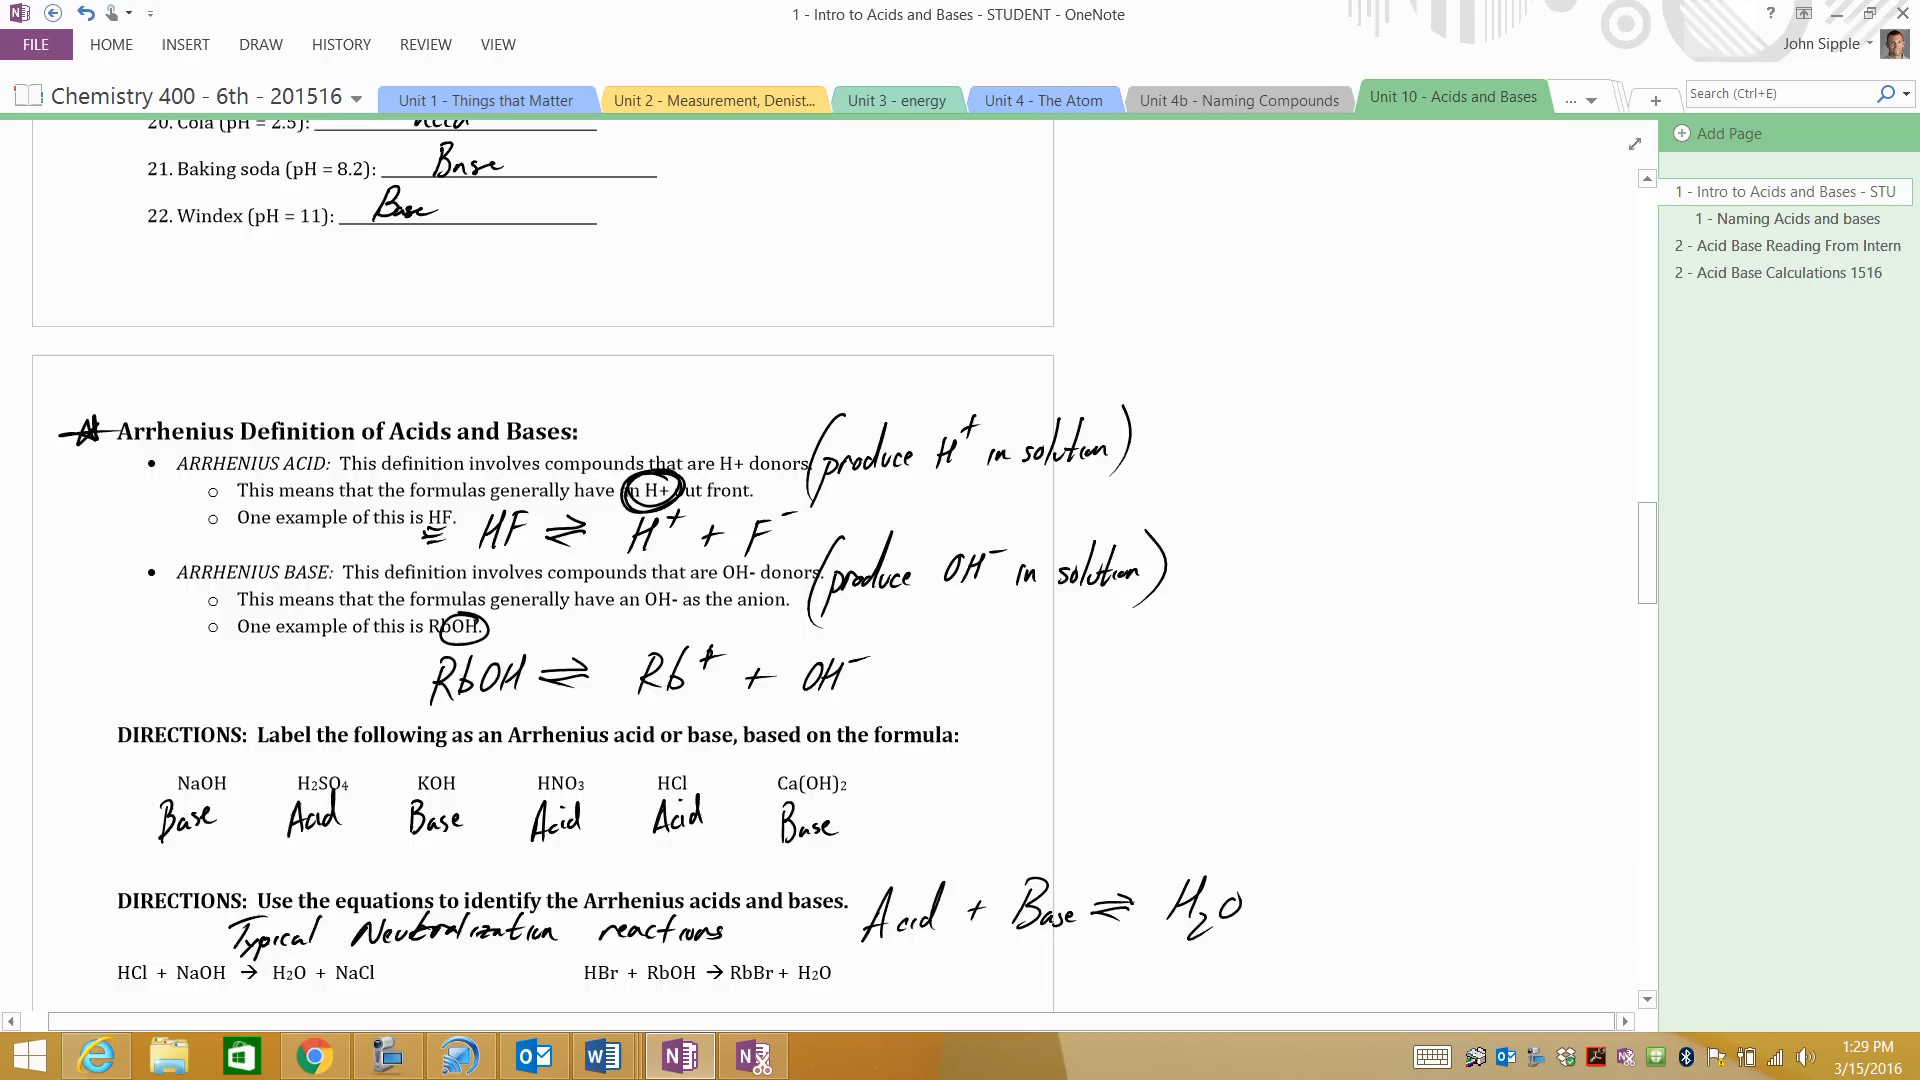 1 - Intro to Acids and Bases - STUDENT - OneNote
FILE HOME INSERT DRAW HISTORY REVIEW VIEW
John Sipple
Chemistry 400 - 6th - 201516
Unit 1 - Things that Matter
Unit 2 - Measurement, Denist...
Unit 3 - energy
Unit 4 - The Atom
Unit 4b - Naming Compounds
Unit 10 - Acids and Bases
...
Search (Ctrl+E)
Add Page
1 - Intro to Acids and Bases - STU
1 - Naming Acids and bases
2 - Acid Base Reading From Intern
2 - Acid Base Calculations 1516
20. Cola (pH = 2.5): Acid
21. Baking soda (pH = 8.2): Base
22. Windex (pH = 11): Base
Arrhenius Definition of Acids and Bases:
• ARRHENIUS ACID: This definition involves compounds that are H+ donors. (produce H⁺ in solution)
o This means that the formulas generally have an H+ out front.
o One example of this is HF.
HF ⇌ H⁺ + F⁻
• ARRHENIUS BASE: This definition involves compounds that are OH- donors. (produce OH⁻ in solution)
o This means that the formulas generally have an OH- as the anion.
o One example of this is RbOH.
RbOH ⇌ Rb⁺ + OH⁻
DIRECTIONS: Label the following as an Arrhenius acid or base, based on the formula:
NaOH H₂SO₄ KOH HNO₃ HCl Ca(OH)₂
Base Acid Base Acid Acid Base
DIRECTIONS: Use the equations to identify the Arrhenius acids and bases.
Acid + Base ⇌ H₂O
Typical Neutralization reactions
HCl + NaOH → H₂O + NaCl HBr + RbOH → RbBr + H₂O
1:29 PM
3/15/2016